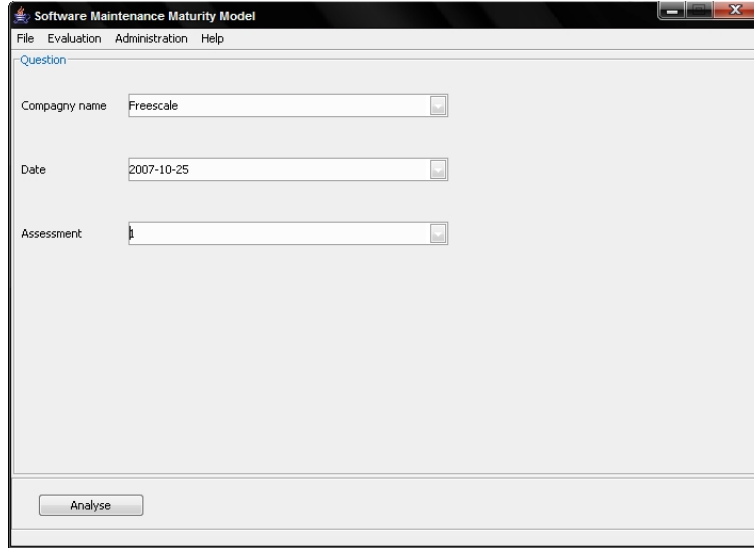 Software Maintenance Maturity Model
File Evaluation Administration Help
Question
Compagny name Freescale
Date 2007-10-25
Assessment 1
Analyse